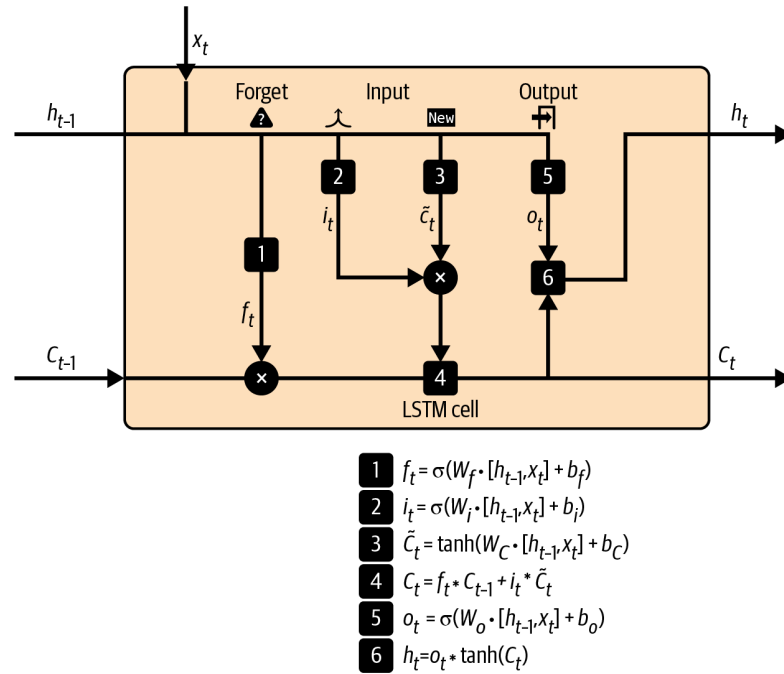 x_t
h_{t-1}
Forget Input Output
? New
h_t
2 3 5
i_t c̃_t o_t
1 × 6
f_t
C_{t-1} C_t
× 4
LSTM cell
1 f_t = σ(W_f • [h_{t-1}, x_t] + b_f)
2 i_t = σ(W_i • [h_{t-1}, x_t] + b_i)
3 C̃_t = tanh(W_C • [h_{t-1}, x_t] + b_C)
4 C_t = f_t * C_{t-1} + i_t * C̃_t
5 o_t = σ(W_o • [h_{t-1}, x_t] + b_o)
6 h_t = o_t * tanh(C_t)